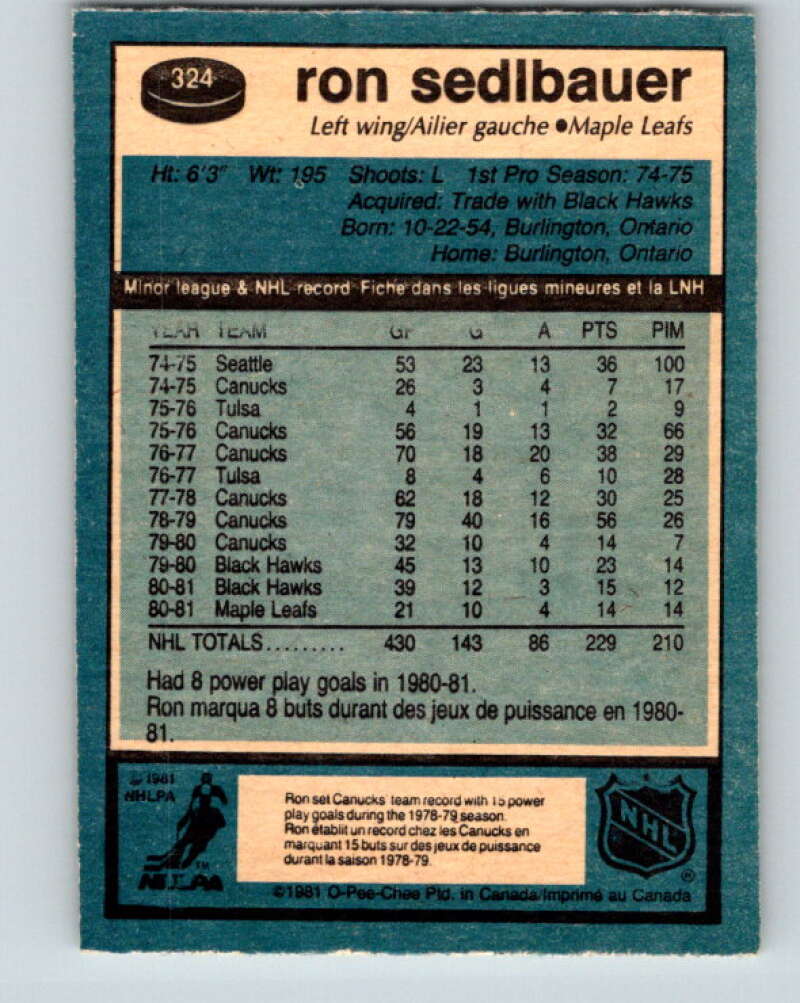 324
ron sedlbauer
Left wing/Ailier gauche ●Maple Leafs
Ht: 6'3" Wt: 195 Shoots: L 1st Pro Season: 74-75
Acquired: Trade with Black Hawks
Born: 10-22-54, Burlington, Ontario
Home: Burlington, Ontario
Minor league & NHL record Fiche dans les ligues mineures et la LNH
YEAR TEAM GP G A PTS PIM
74-75 Seattle 53 23 13 36 100
74-75 Canucks 26 3 4 7 17
75-76 Tulsa 4 1 1 2 9
75-76 Canucks 56 19 13 32 66
76-77 Canucks 70 18 20 38 29
76-77 Tulsa 8 4 6 10 28
77-78 Canucks 62 18 12 30 25
78-79 Canucks 79 40 16 56 26
79-80 Canucks 32 10 4 14 7
79-80 Black Hawks 45 13 10 23 14
80-81 Black Hawks 39 12 3 15 12
80-81 Maple Leafs 21 10 4 14 14
NHL TOTALS......... 430 143 86 229 210
Had 8 power play goals in 1980-81.
Ron marqua 8 buts durant des jeux de puissance en 1980-
81.
© 1981
NHLPA
Ron set Canucks' team record with 15 power
play goals during the 1978-79 season.
Ron établit un record chez les Canucks en
marquant 15 buts sur des jeux de puissance
durant la saison 1978-79.
TM
NHLPA
NHL
®
©1981 O-Pee-Chee Ptd. in Canada/Imprimé au Canada